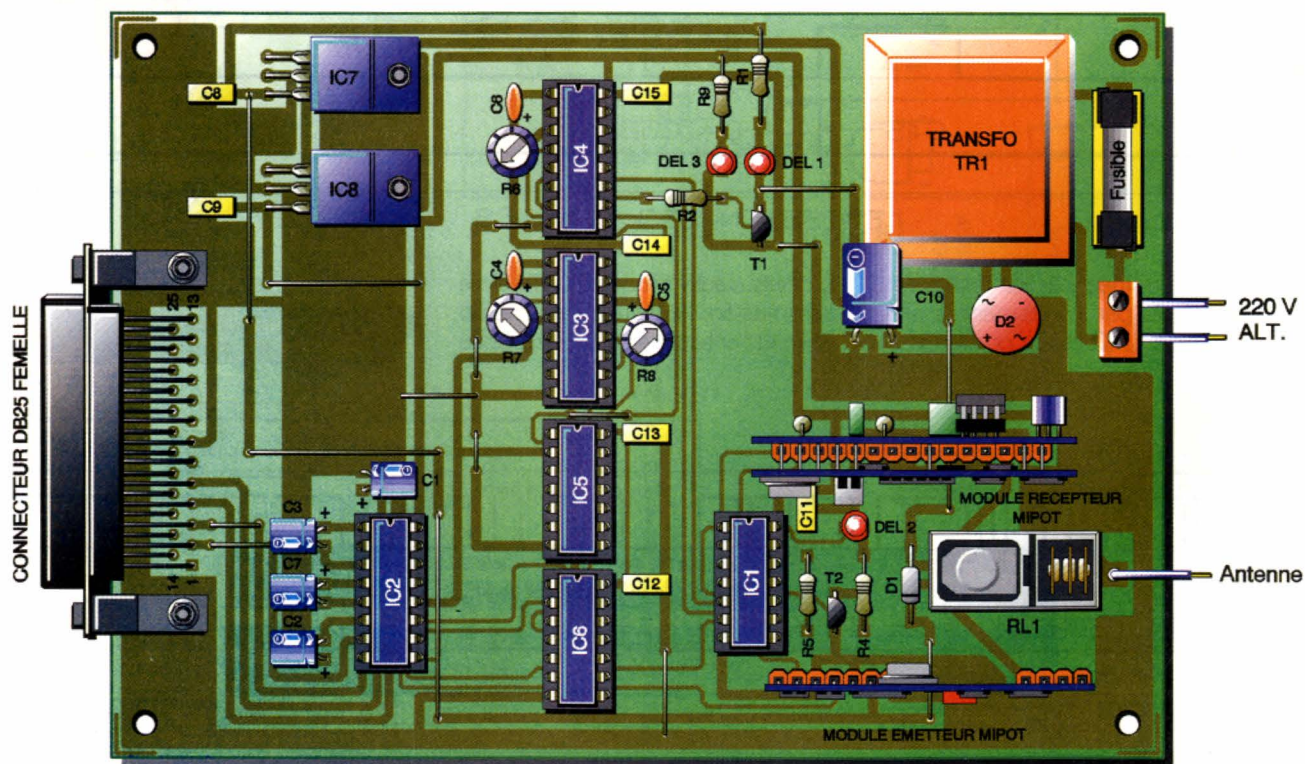 C8
IC7
C9
IC8
C6
+
R6
IC4
C15
R9
R1
DEL 3
DEL 1
R2
T1
TRANSFO
TR1
Fusible
220 V
ALT.
C14
C4
+
R7
IC3
C5
+
R8
C10
+
~
-
D2
+
~
CONNECTEUR DB25 FEMELLE
25
13
14
1
C13
IC5
C1
+
C3
+
C7
+
C2
+
IC2
C12
IC6
IC1
C11
DEL 2
MODULE RECEPTEUR
MIPOT
R5
T2
R4
D1
RL1
Antenne
MODULE EMETTEUR MIPOT